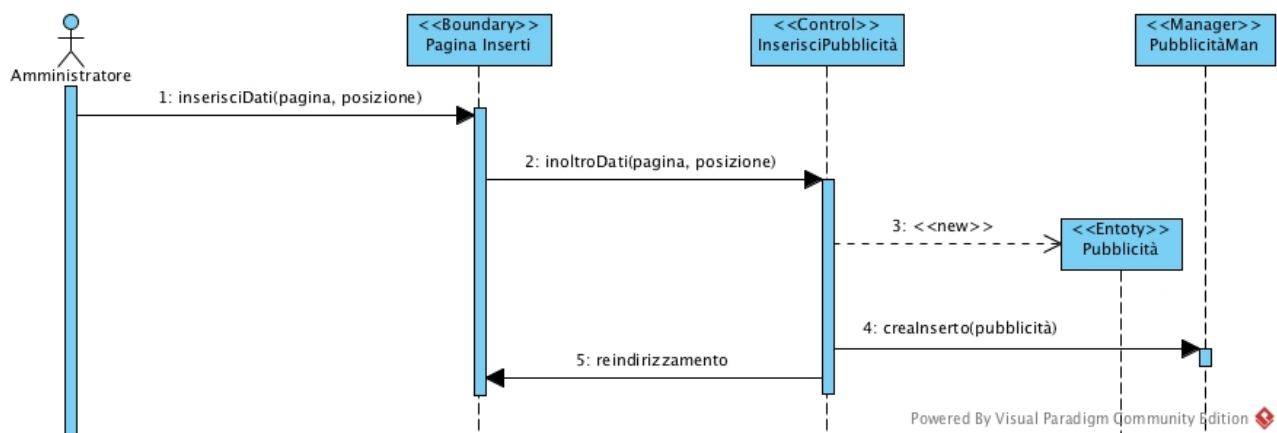 Amministratore
<<Boundary>>
Pagina Inserti
<<Control>>
InserisciPubblicità
<<Manager>>
PubblicitàMan
1: inserisciDati(pagina, posizione)
2: inoltroDati(pagina, posizione)
3: <<new>>
<<Entoty>>
Pubblicità
4: creaInserto(pubblicità)
5: reindirizzamento
Powered By Visual Paradigm Community Edition